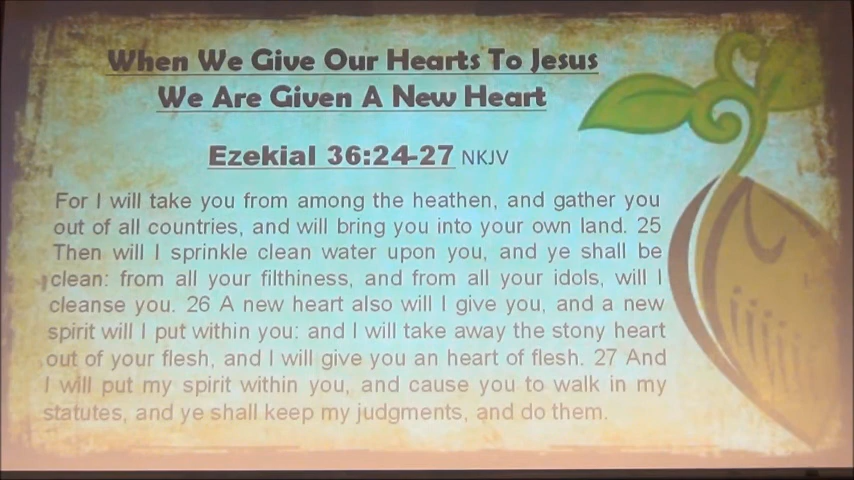 When We Give Our Hearts To Jesus
We Are Given A New Heart
Ezekial 36:24-27 NKJV
For I will take you from among the heathen, and gather you
out of all countries, and will bring you into your own land. 25
Then will I sprinkle clean water upon you, and ye shall be
clean: from all your filthiness, and from all your idols, will I
cleanse you. 26 A new heart also will I give you, and a new
spirit will I put within you: and I will take away the stony heart
out of your flesh, and I will give you an heart of flesh. 27 And
I will put my spirit within you, and cause you to walk in my
statutes, and ye shall keep my judgments, and do them.